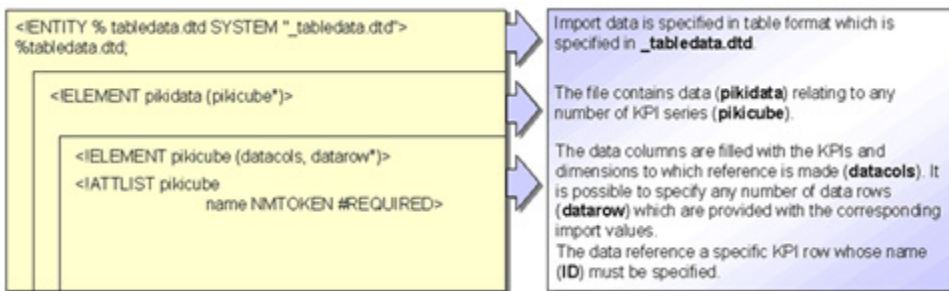 <!ENTITY % tabledata.dtd SYSTEM "_tabledata.dtd">
%tabledata.dtd;
<!ELEMENT pikidata (pikicube*)>
<!ELEMENT pikicube (datacols, datarow*)>
<!ATTLIST pikicube
name NMTOKEN #REQUIRED>
Import data is specified in table format which is
specified in _tabledata.dtd.
The file contains data (pikidata) relating to any
number of KPI series (pikicube).
The data columns are filled with the KPIs and
dimensions to which reference is made (datacols). It
is possible to specify any number of data rows
(datarow) which are provided with the corresponding
import values.
The data reference a specific KPI row whose name
(ID) must be specified.